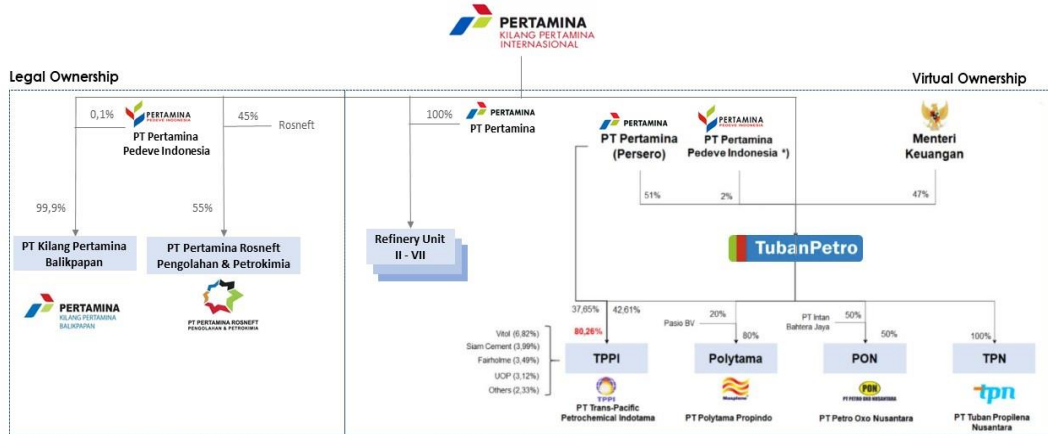 PERTAMINA
KILANG PERTAMINA
INTERNASIONAL
Legal Ownership
Virtual Ownership
0,1%
PERTAMINA
PEDEVE INDONESIA
PT Pertamina
Pedeve Indonesia
45%
Rosneft
99,9%
55%
PT Kilang Pertamina
Balikpapan
PERTAMINA
KILANG PERTAMINA
BALIKPAPAN
PT Pertamina Rosneft
Pengolahan & Petrokimia
PT PERTAMINA ROSNEFT
PENGOLAHAN & PETROKIMIA
100%
PERTAMINA
PT Pertamina
Refinery Unit
II - VII
PERTAMINA
PT Pertamina
(Persero)
PERTAMINA
PEDEVE INDONESIA
PT Pertamina
Pedeve Indonesia *)
Menteri
Keuangan
51%
2%
47%
TubanPetro
37,65%
42,61%
80,26%
Vitol (6,82%)
Siam Cement (3,99%)
Fairholme (3,49%)
UOP (3,12%)
Others (2,33%)
TPPI
TPPI
PT Trans-Pacific
Petrochemical Indotama
20%
Pasio BV
80%
Polytama
Masplene
PT Polytama Propindo
50%
PT Intan
Bahtera Jaya
50%
PON
PON
PT PETRO OXO NUSANTARA
PT Petro Oxo Nusantara
100%
TPN
tpn
PT Tuban Propilena
Nusantara